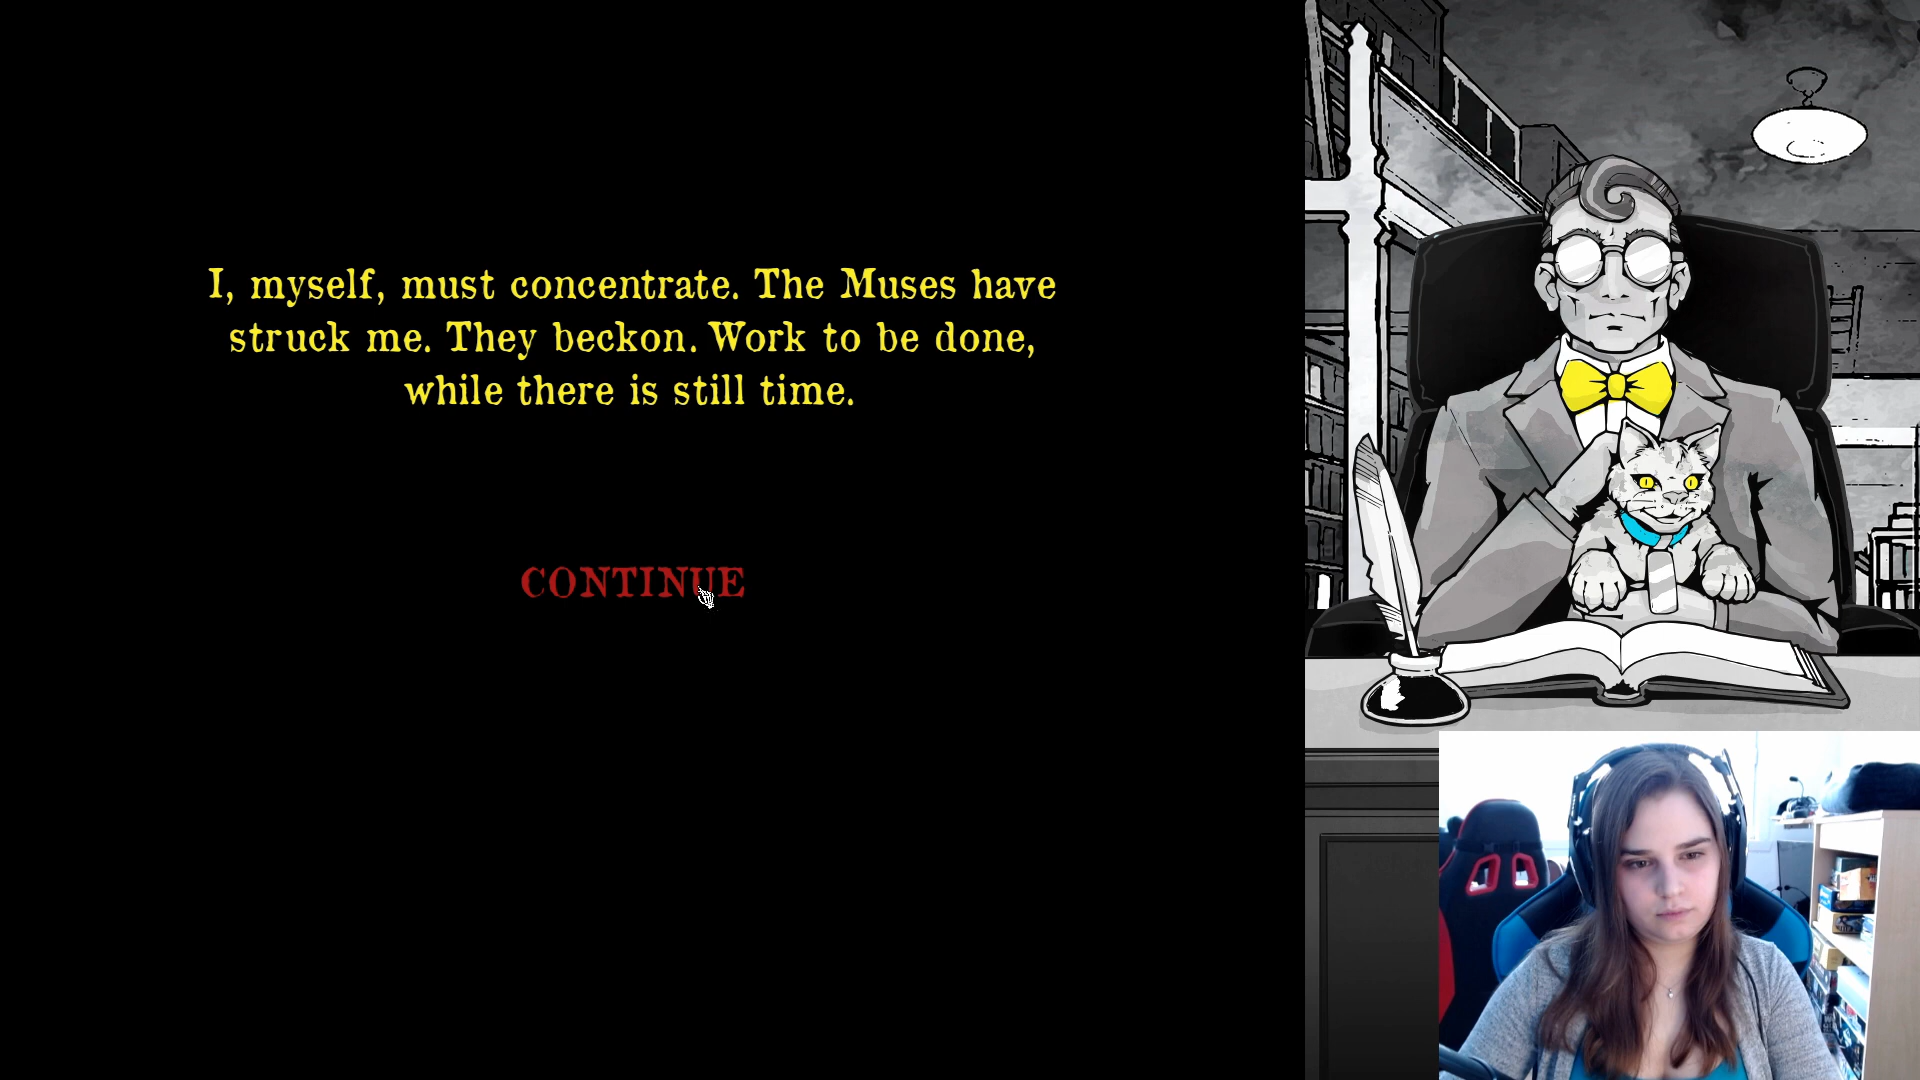 I, myself, must concentrate. The Muses have
struck me. They beckon. Work to be done,
while there is still time.
CONTINUE